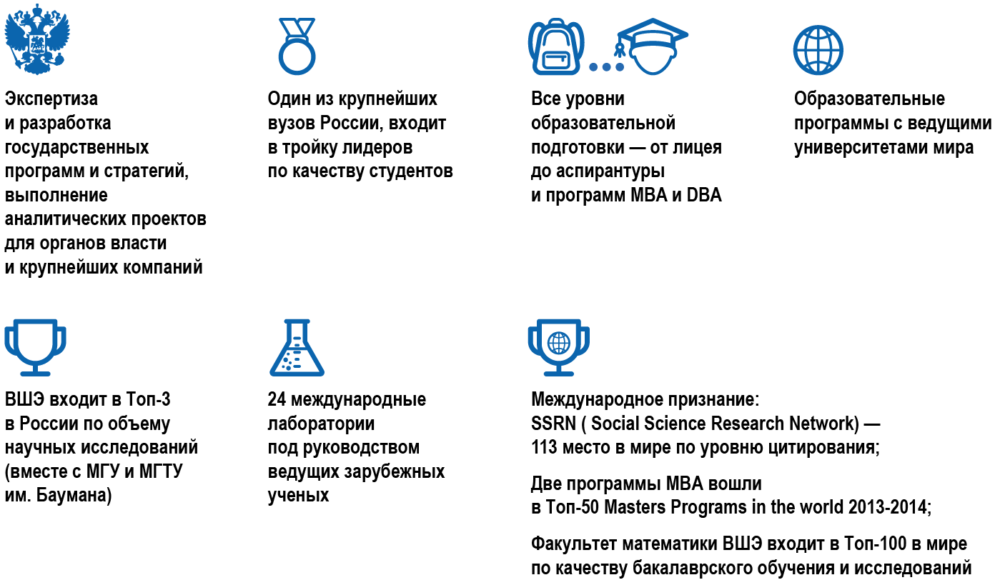 Экспертиза
и разработка
государственных
программ и стратегий,
выполнение
аналитических проектов
для органов власти
и крупнейших компаний
Один из крупнейших
вузов России, входит
в тройку лидеров
по качеству студентов
Все уровни
образовательной
подготовки — от лицея
до аспирантуры
и программ MBA и DBA
Образовательные
программы с ведущими
университетами мира
ВШЭ входит в Топ-3
в России по объему
научных исследований
(вместе с МГУ и МГТУ
им. Баумана)
24 международные
лаборатории
под руководством
ведущих зарубежных
ученых
Международное признание:
SSRN ( Social Science Research Network) —
113 место в мире по уровню цитирования;
Две программы MBA вошли
в Топ-50 Masters Programs in the world 2013-2014;
Факультет математики ВШЭ входит в Топ-100 в мире
по качеству бакалаврского обучения и исследований